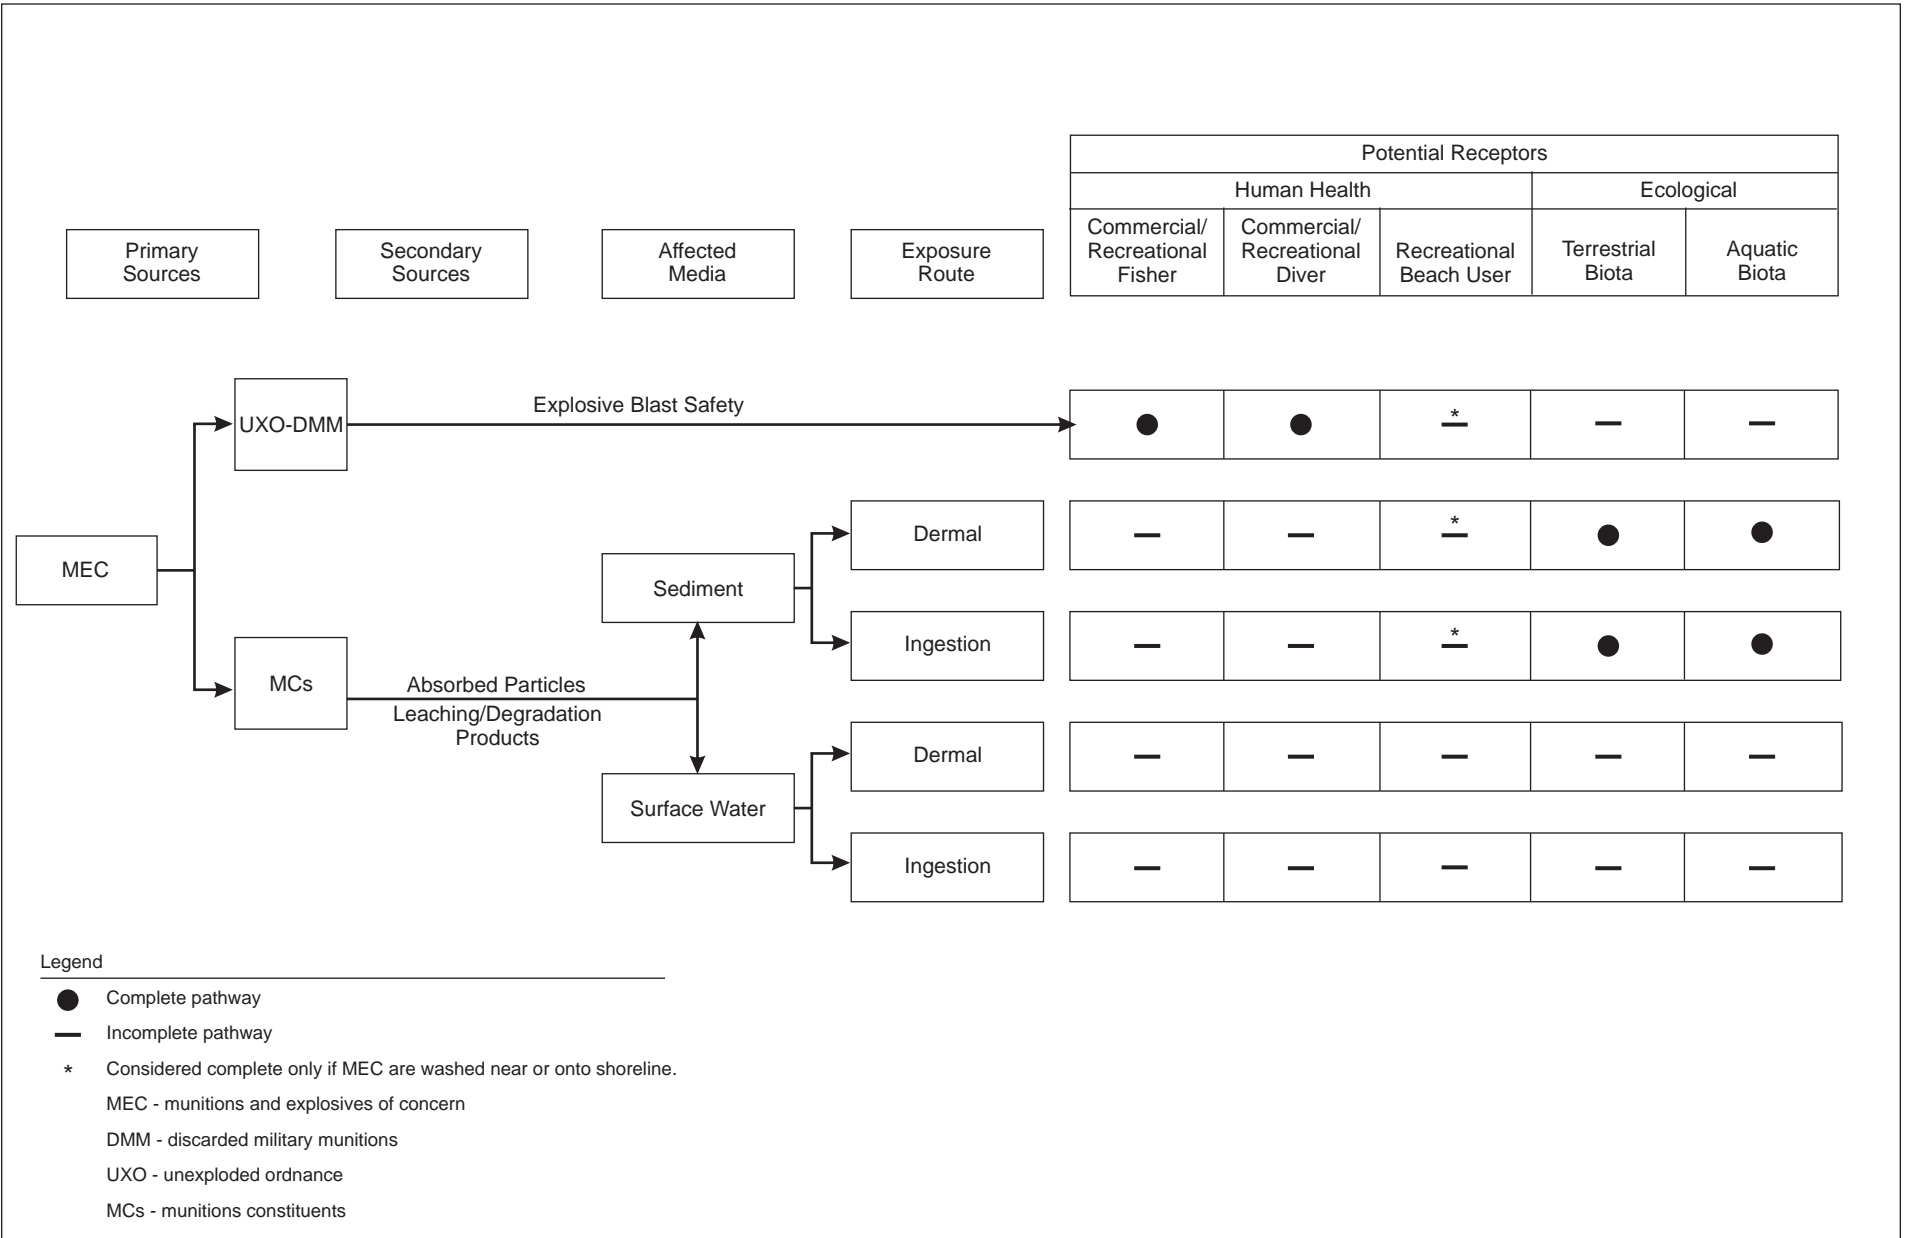 Potential Receptors
Human Health
Ecological
Primary
Sources
Secondary
Sources
Affected
Media
Exposure
Route
Commercial/
Recreational
Fisher
Commercial/
Recreational
Diver
Recreational
Beach User
Terrestrial
Biota
Aquatic
Biota
UXO-DMM
Explosive Blast Safety
*
MEC
Sediment
Dermal
*
Ingestion
*
MCs
Absorbed Particles
Leaching/Degradation
Products
Surface Water
Dermal
Ingestion
Legend
Complete pathway
Incomplete pathway
* Considered complete only if MEC are washed near or onto shoreline.
MEC - munitions and explosives of concern
DMM - discarded military munitions
UXO - unexploded ordnance
MCs - munitions constituents